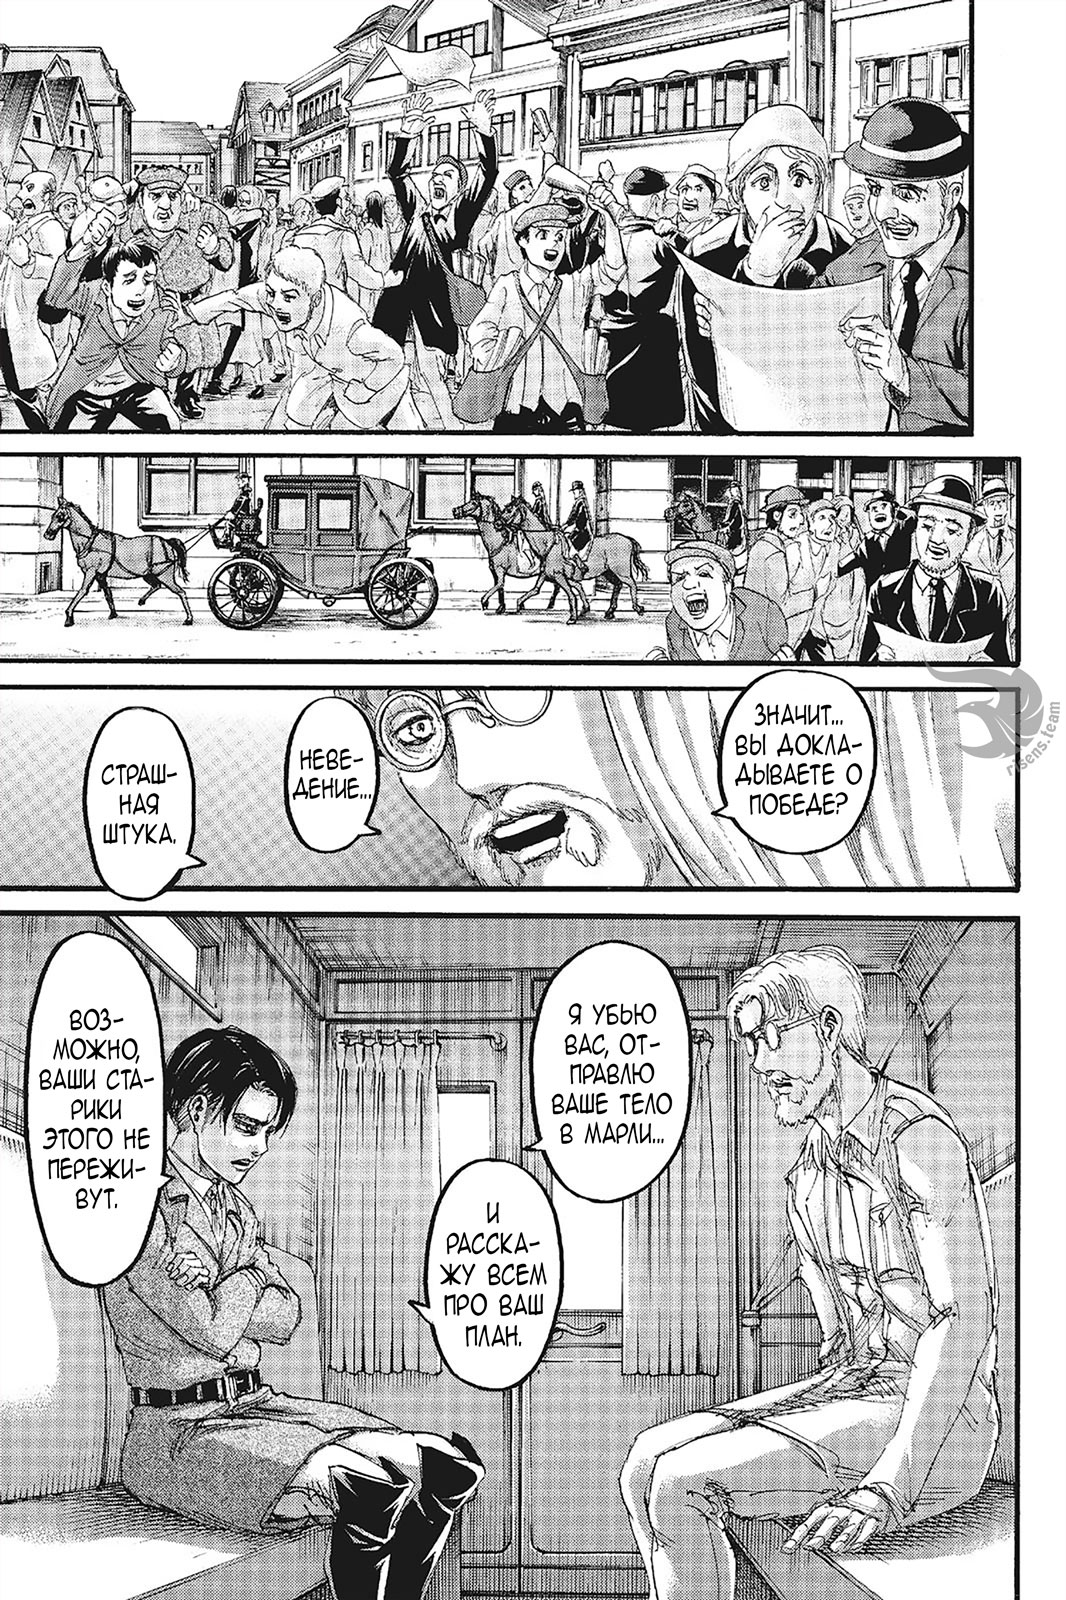 ЗНАЧИТ...
ВЫ ДОКЛА-
ДЫВАЕТЕ О
ПОБЕДЕ?
НЕВЕ-
ДЕНИЕ...
СТРАШ-
НАЯ
ШТУКА.
Я УБЬЮ
ВАС, ОТ-
ПРАВЛЮ
ВАШЕ ТЕЛО
В МАРЛИ...
И
РАССКА-
ЖУ ВСЕМ
ПРО ВАШ
ПЛАН.
ВОЗ-
МОЖНО,
ВАШИ СТА-
РИКИ
ЭТОГО НЕ
ПЕРЕЖИ-
ВУТ.
risens.team